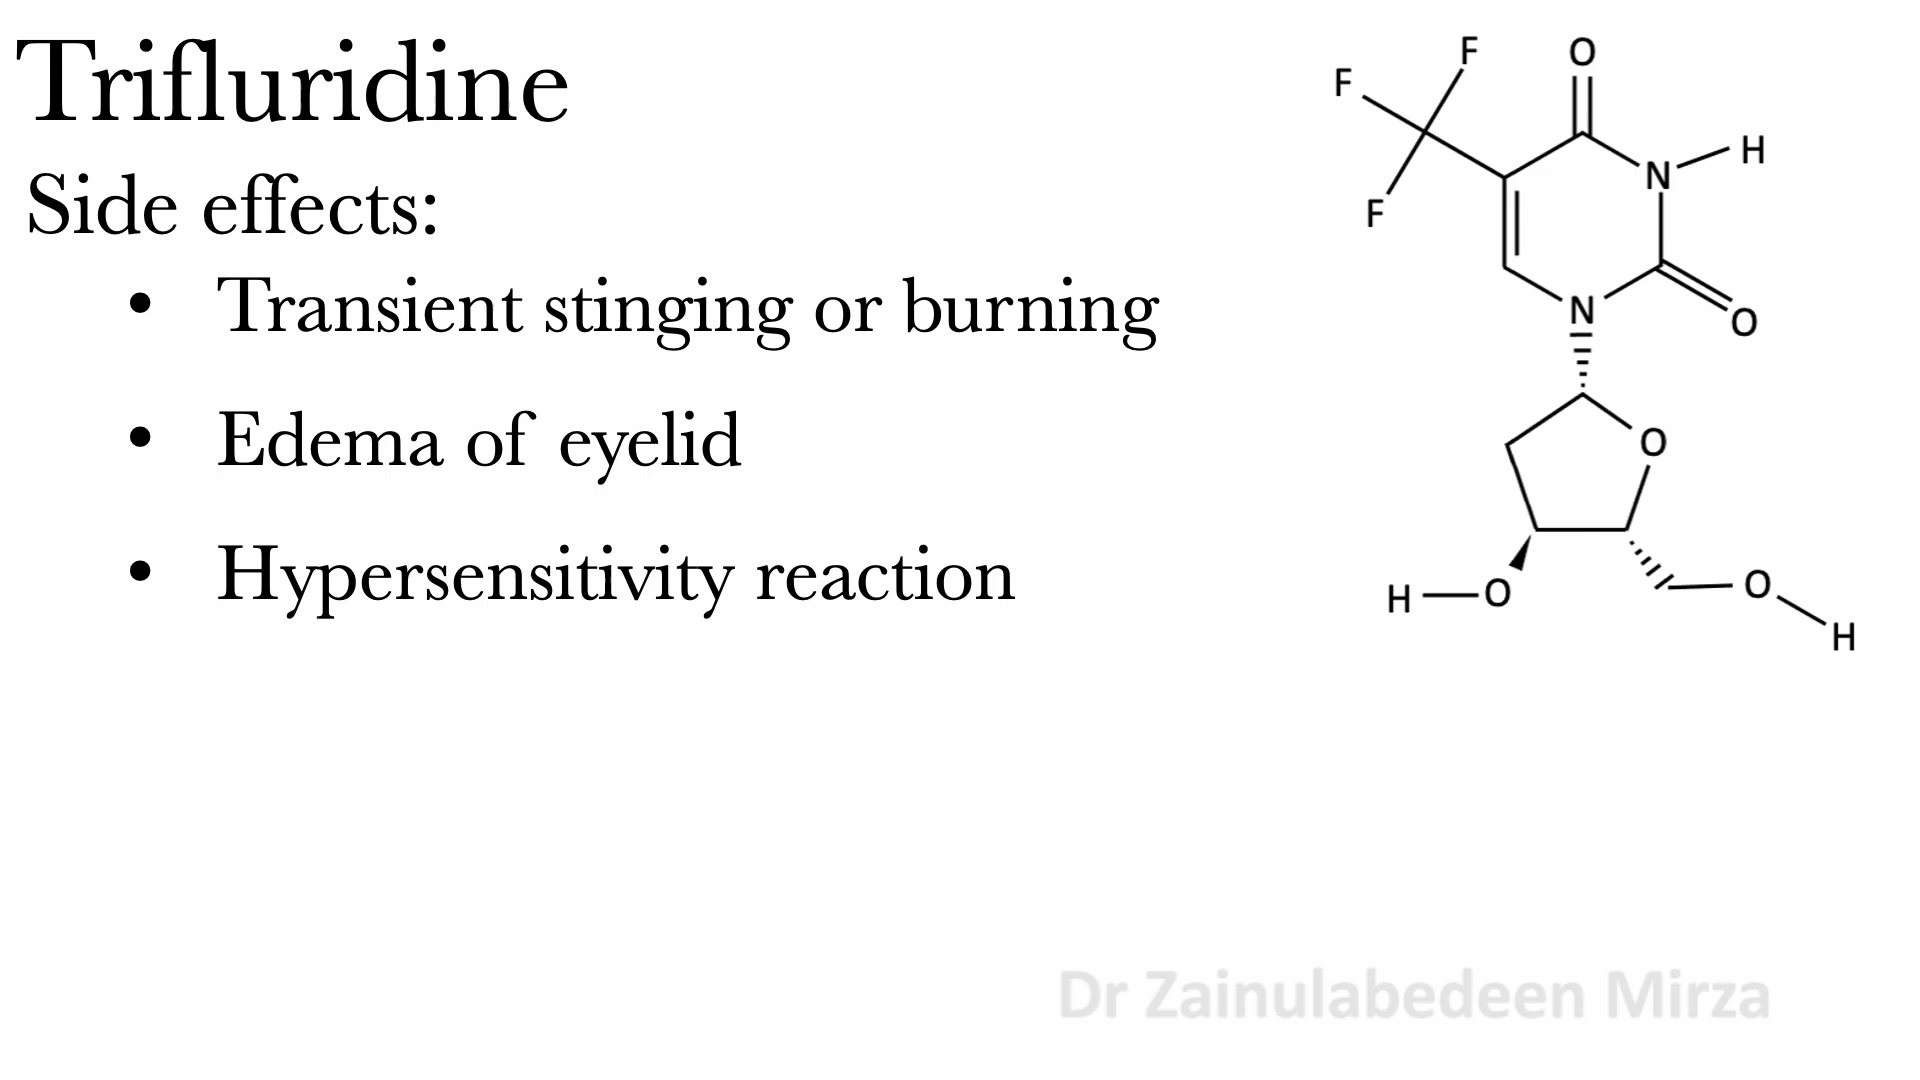 Trifluridine
Side effects:
• Transient stinging or burning
• Edema of eyelid
• Hypersensitivity reaction
F
F
F
O
N
H
N
O
O
H
O
O
H
Dr Zainulabedeen Mirza